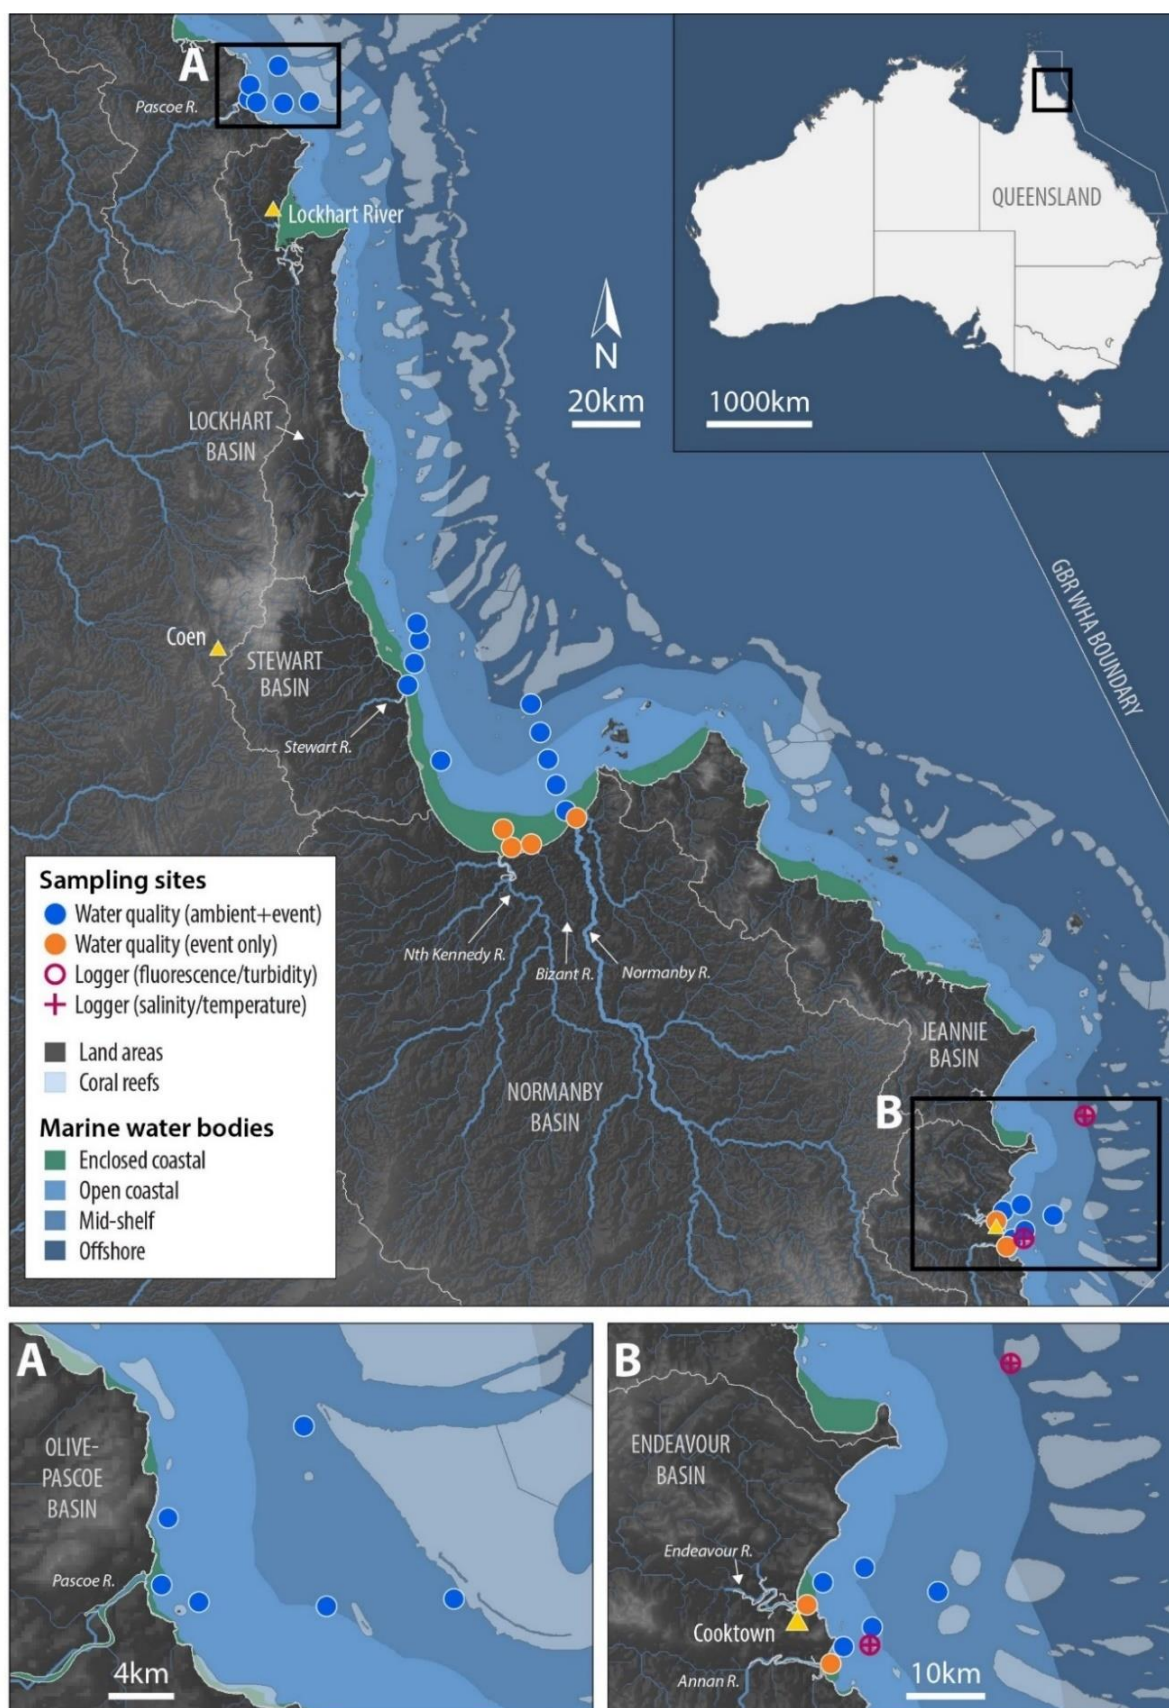 A
Pascoe R.
Lockhart River
QUEENSLAND
N
20km
1000km
LOCKHART
BASIN
GBR WHA BOUNDARY
Coen
STEWART
BASIN
Stewart R.
Sampling sites
Water quality (ambient+event)
Water quality (event only)
Logger (fluorescence/turbidity)
Logger (salinity/temperature)
Land areas
Coral reefs
Marine water bodies
Enclosed coastal
Open coastal
Mid-shelf
Offshore
Nth Kennedy R.
Bizant R.
Normanby R.
NORMANBY
BASIN
JEANNIE
BASIN
B
A
OLIVE-
PASCOE
BASIN
Pascoe R.
4km
B
ENDEAVOUR
BASIN
Endeavour R.
Cooktown
Annan R.
10km